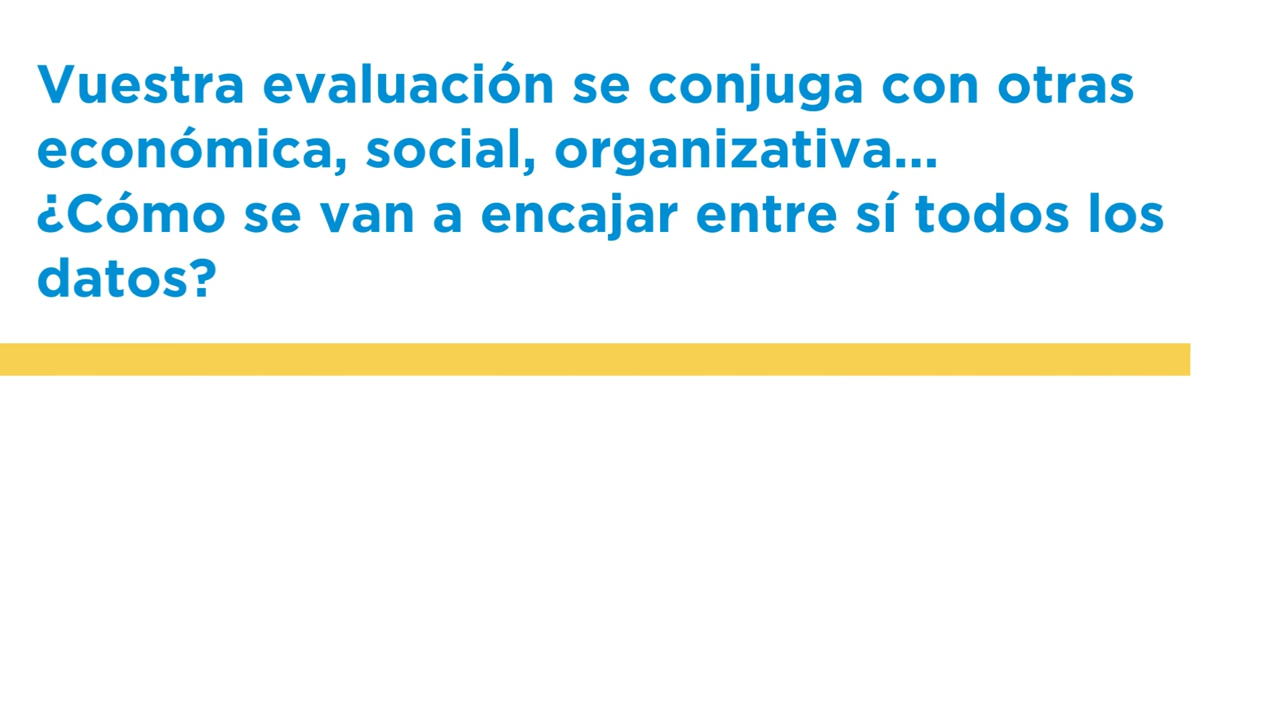 Vuestra evaluación se conjuga con otras
económica, social, organizativa...
¿Cómo se van a encajar entre sí todos los
datos?